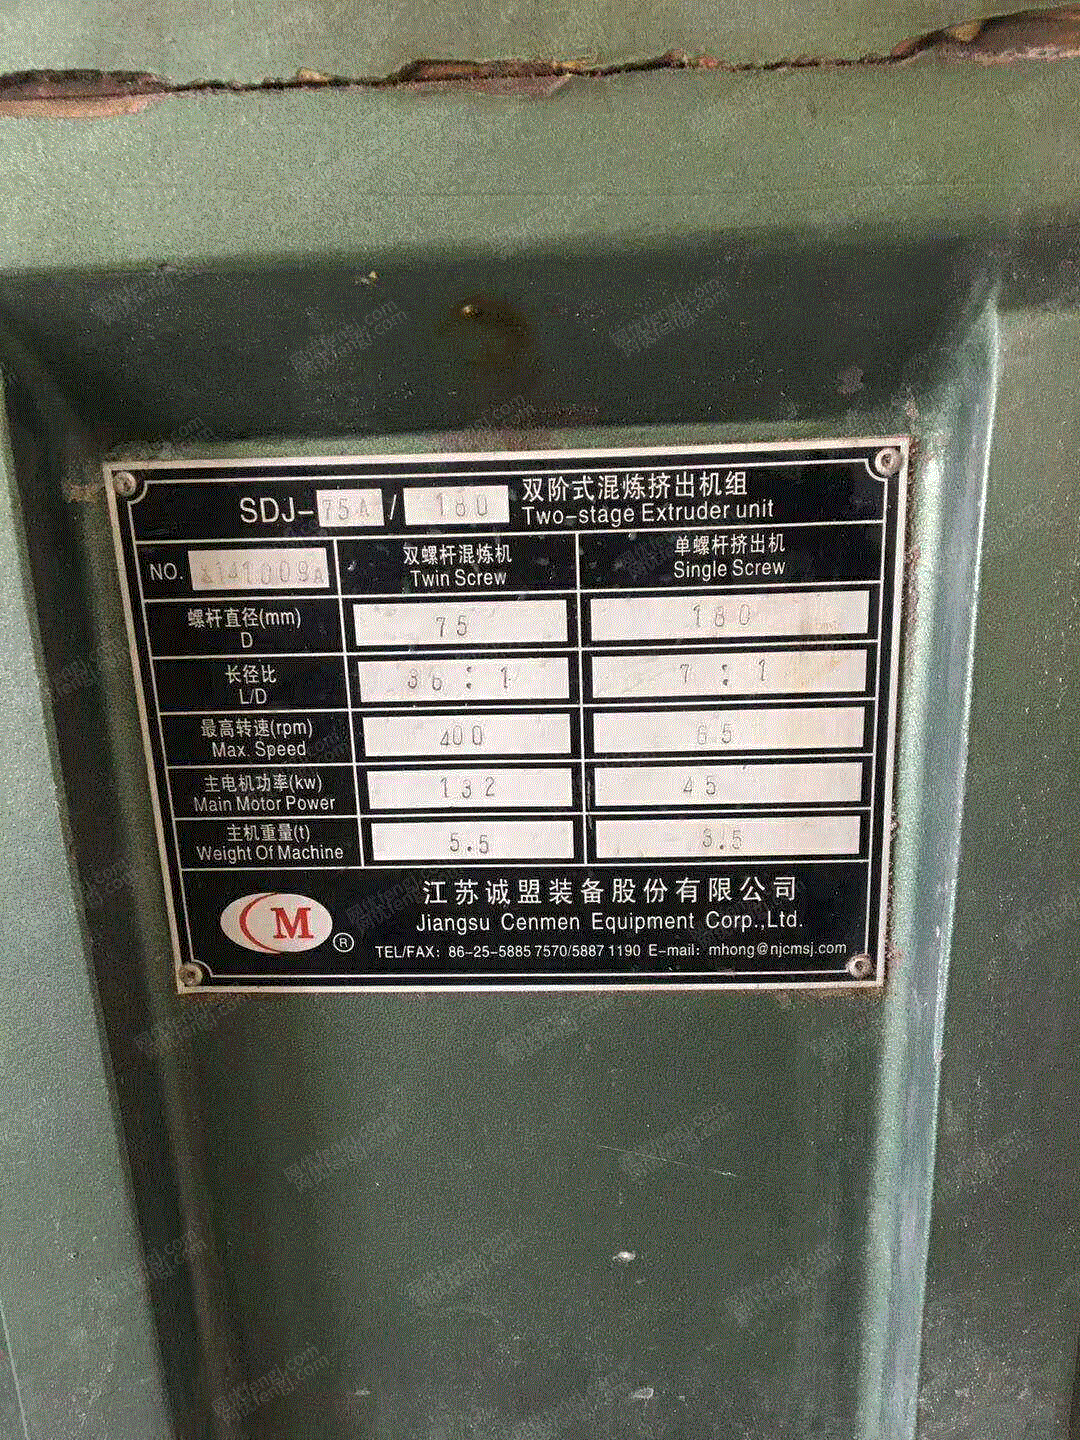 SDJ-75A/180 双阶式混炼挤出机组
Two-stage Extruder unit
NO. 双螺杆混炼机 单螺杆挤出机
Twin Screw Single Screw
螺杆直径(mm) 75 180
D
长径比 36:1 7:1
L/D
最高转速(rpm) 400 65
Max. Speed
主电机功率(kw) 132 45
Main Motor Power
主机重量(t) 5.5 3.5
Weight Of Machine
M ®
江苏诚盟装备股份有限公司
Jiangsu Cenmen Equipment Corp.,Ltd.
TEL/FAX: 86-25-5885 7570/5887 1190 E-mail: mhong@njcmsj.com